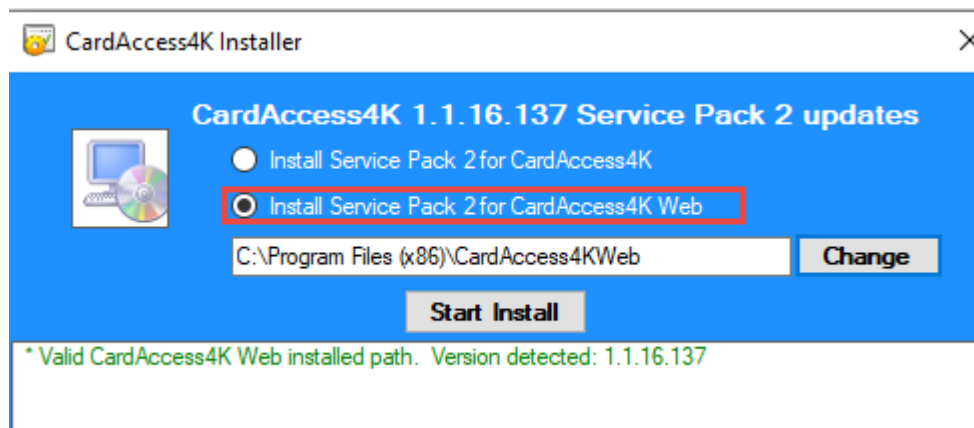 CardAccess4K Installer
CardAccess4K 1.1.16.137 Service Pack 2 updates
Install Service Pack 2 for CardAccess4K
Install Service Pack 2 for CardAccess4K Web
C:\Program Files (x86)\CardAccess4KWeb
Change
Start Install
* Valid CardAccess4K Web installed path. Version detected: 1.1.16.137